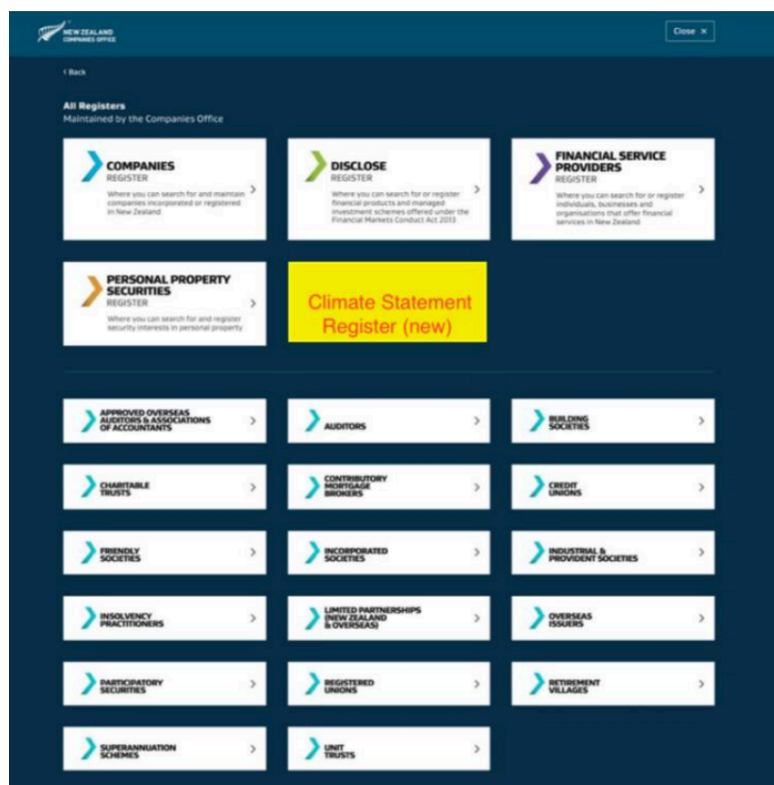 NEW ZEALAND
COMPANIES OFFICE
Close ×
‹ Back
All Registers
Maintained by the Companies Office
COMPANIES
REGISTER
Where you can search for and maintain
companies incorporated or registered
in New Zealand
DISCLOSE
REGISTER
Where you can search for or register
financial products and managed
investment schemes offered under the
Financial Markets Conduct Act 2013
FINANCIAL SERVICE
PROVIDERS
REGISTER
Where you can search for or register
individuals, businesses and
organisations that offer financial
services in New Zealand
PERSONAL PROPERTY
SECURITIES
REGISTER
Where you can search for and register
security interests in personal property
Climate Statement
Register (new)
APPROVED OVERSEAS
AUDITORS & ASSOCIATIONS
OF ACCOUNTANTS
AUDITORS
BUILDING
SOCIETIES
CHARITABLE
TRUSTS
CONTRIBUTORY
MORTGAGE
BROKERS
CREDIT
UNIONS
FRIENDLY
SOCIETIES
INCORPORATED
SOCIETIES
INDUSTRIAL &
PROVIDENT SOCIETIES
INSOLVENCY
PRACTITIONERS
LIMITED PARTNERSHIPS
(NEW ZEALAND
& OVERSEAS)
OVERSEAS
ISSUERS
PARTICIPATORY
SECURITIES
REGISTERED
UNIONS
RETIREMENT
VILLAGES
SUPERANNUATION
SCHEMES
UNIT
TRUSTS